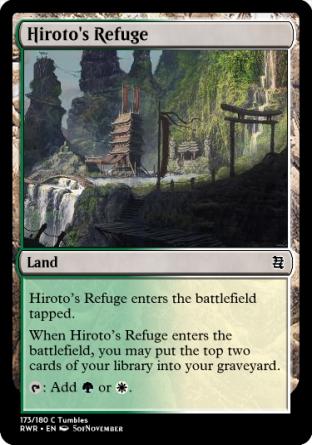 Hiroto's Refuge
Land
Hiroto's Refuge enters the battlefield
tapped.
When Hiroto's Refuge enters the
battlefield, you may put the top two
cards of your library into your graveyard.
: Add or .
173/180 C Tumbles
RWR • EN SofNovember